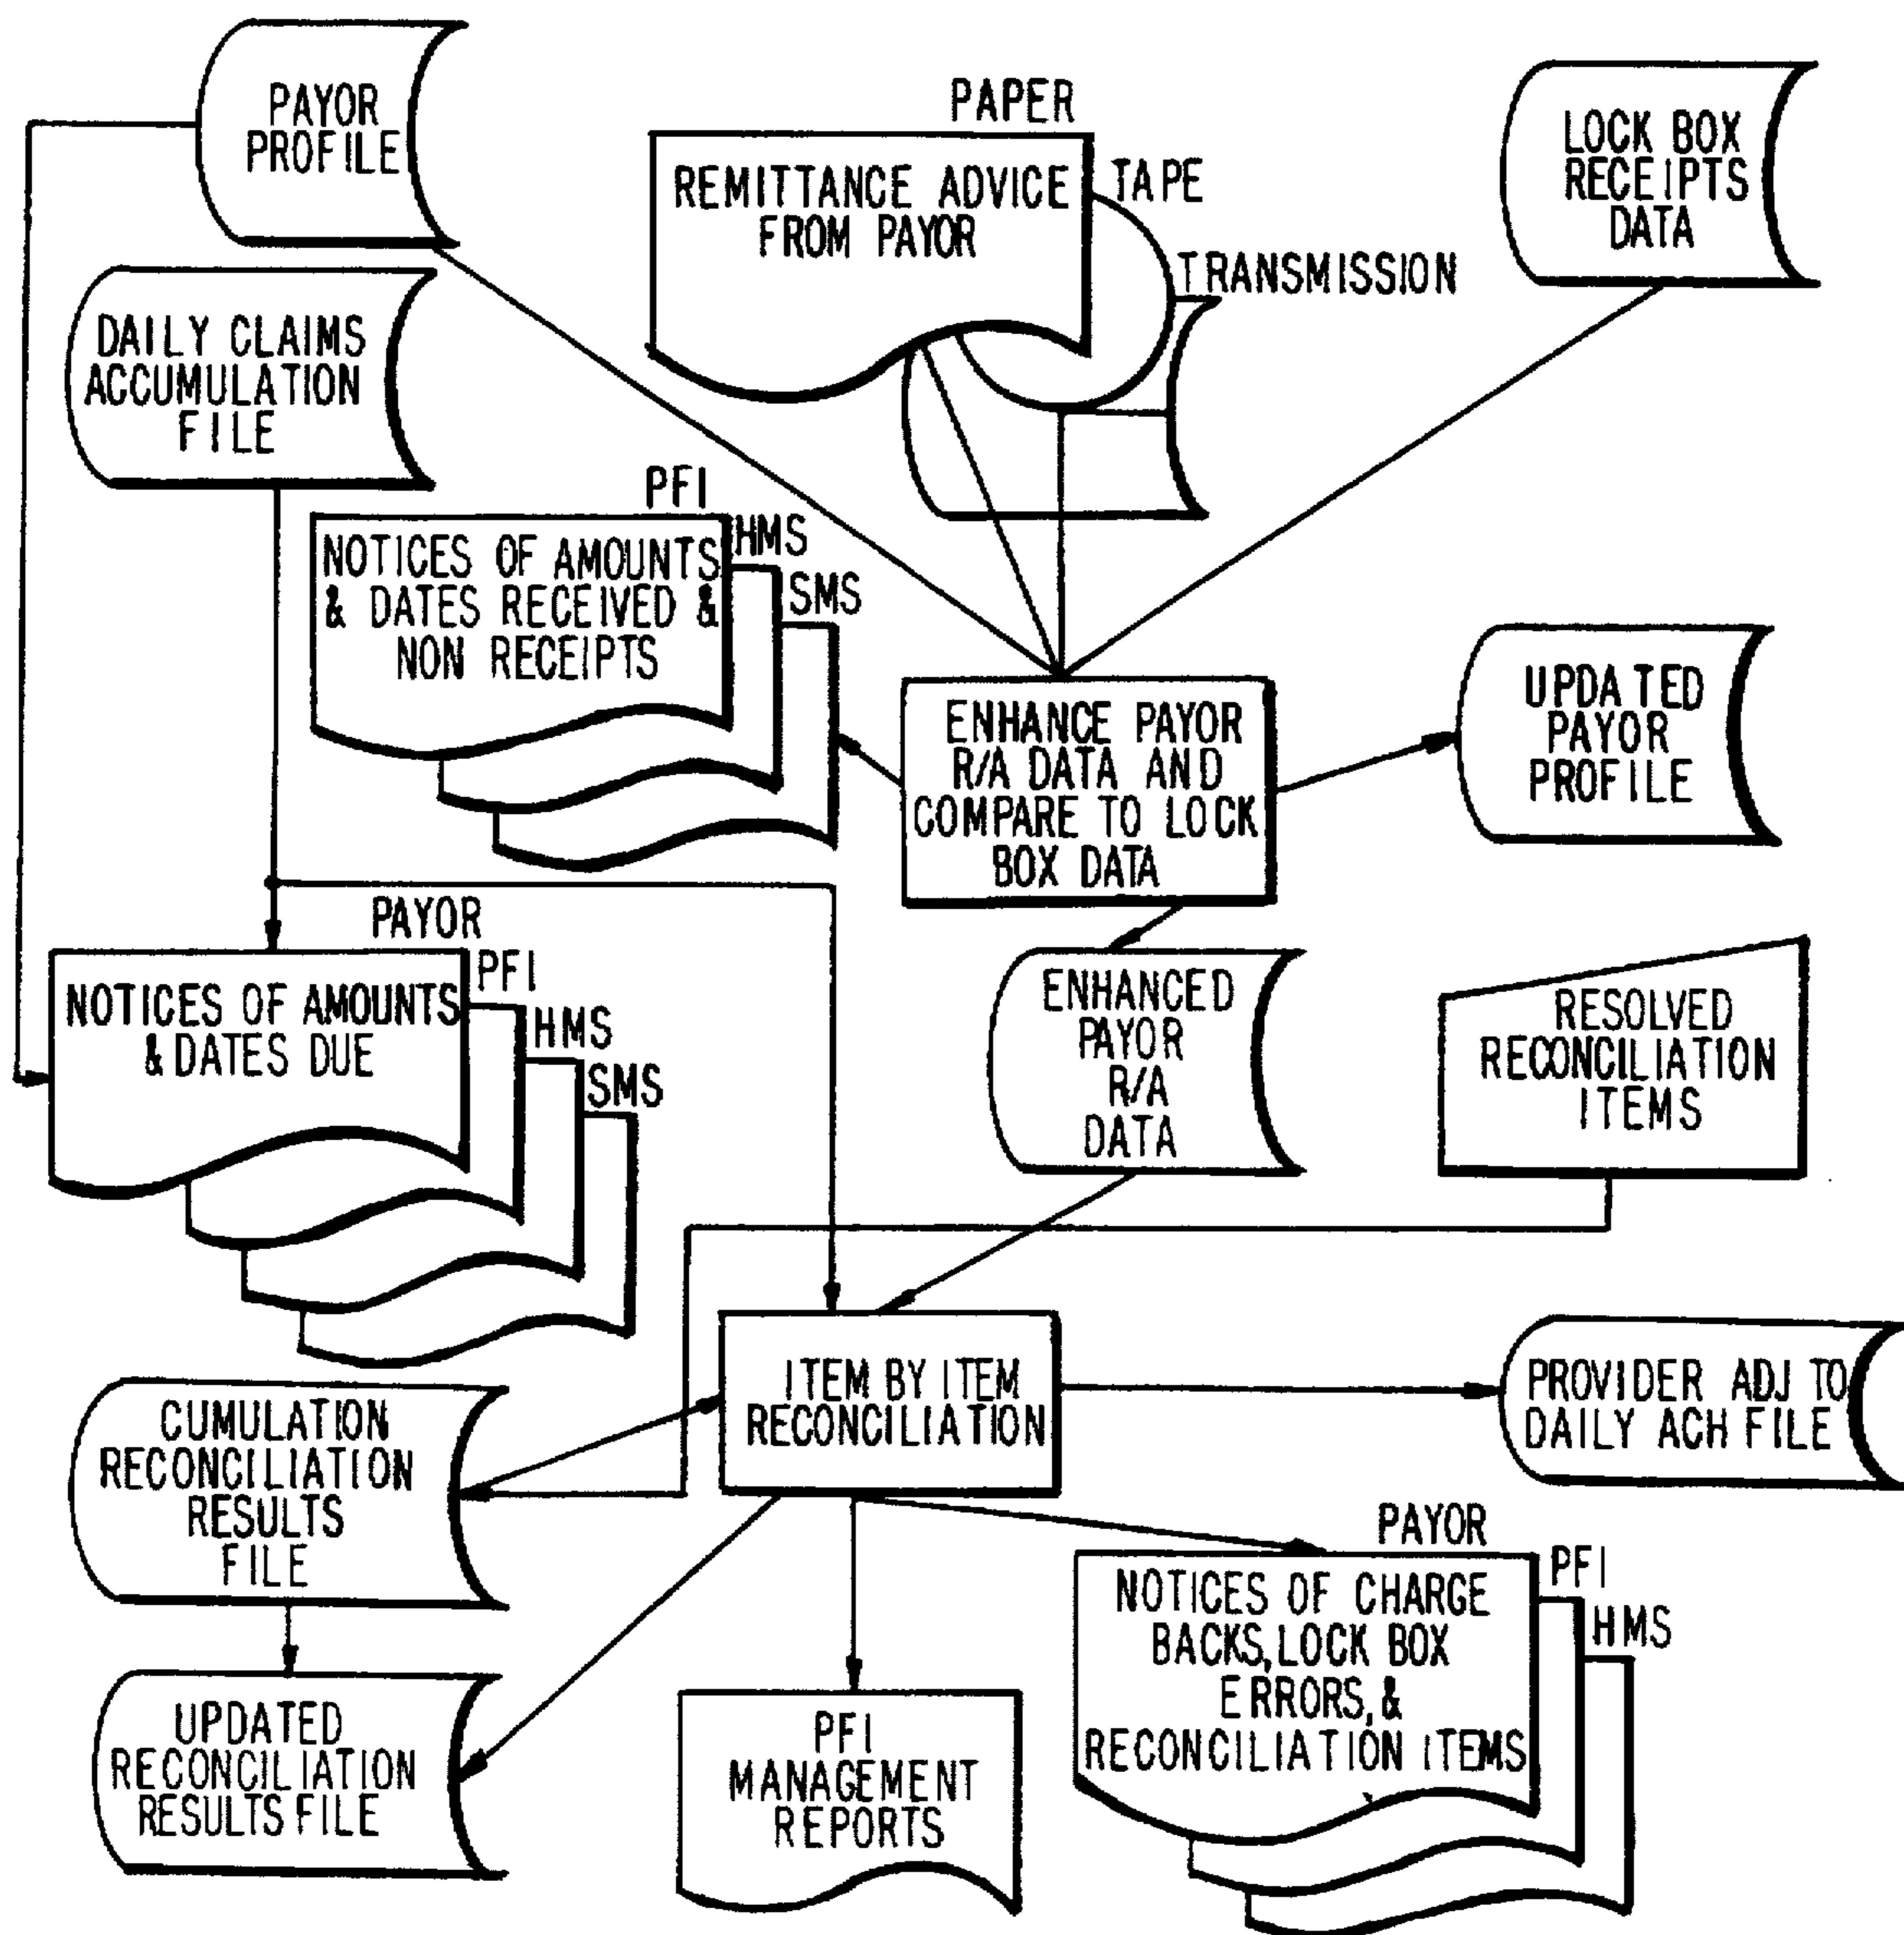 PAYOR
PROFILE
PAPER
REMITTANCE ADVICE
FROM PAYOR
TAPE
TRANSMISSION
LOCK BOX
RECEIPTS
DATA
DAILY CLAIMS
ACCUMULATION
FILE
PFI
HMS
SMS
NOTICES OF AMOUNTS
& DATES RECEIVED &
NON RECEIPTS
ENHANCE PAYOR
R/A DATA AND
COMPARE TO LOCK
BOX DATA
UPDATED
PAYOR
PROFILE
PAYOR
PFI
HMS
SMS
NOTICES OF AMOUNTS
& DATES DUE
ENHANCED
PAYOR
R/A
DATA
RESOLVED
RECONCILIATION
ITEMS
ITEM BY ITEM
RECONCILIATION
PROVIDER ADJ TO
DAILY ACH FILE
CUMULATION
RECONCILIATION
RESULTS
FILE
UPDATED
RECONCILIATION
RESULTS FILE
PFI
MANAGEMENT
REPORTS
PAYOR
PFI
HMS
NOTICES OF CHARGE
BACKS, LOCK BOX
ERRORS, &
RECONCILIATION ITEMS